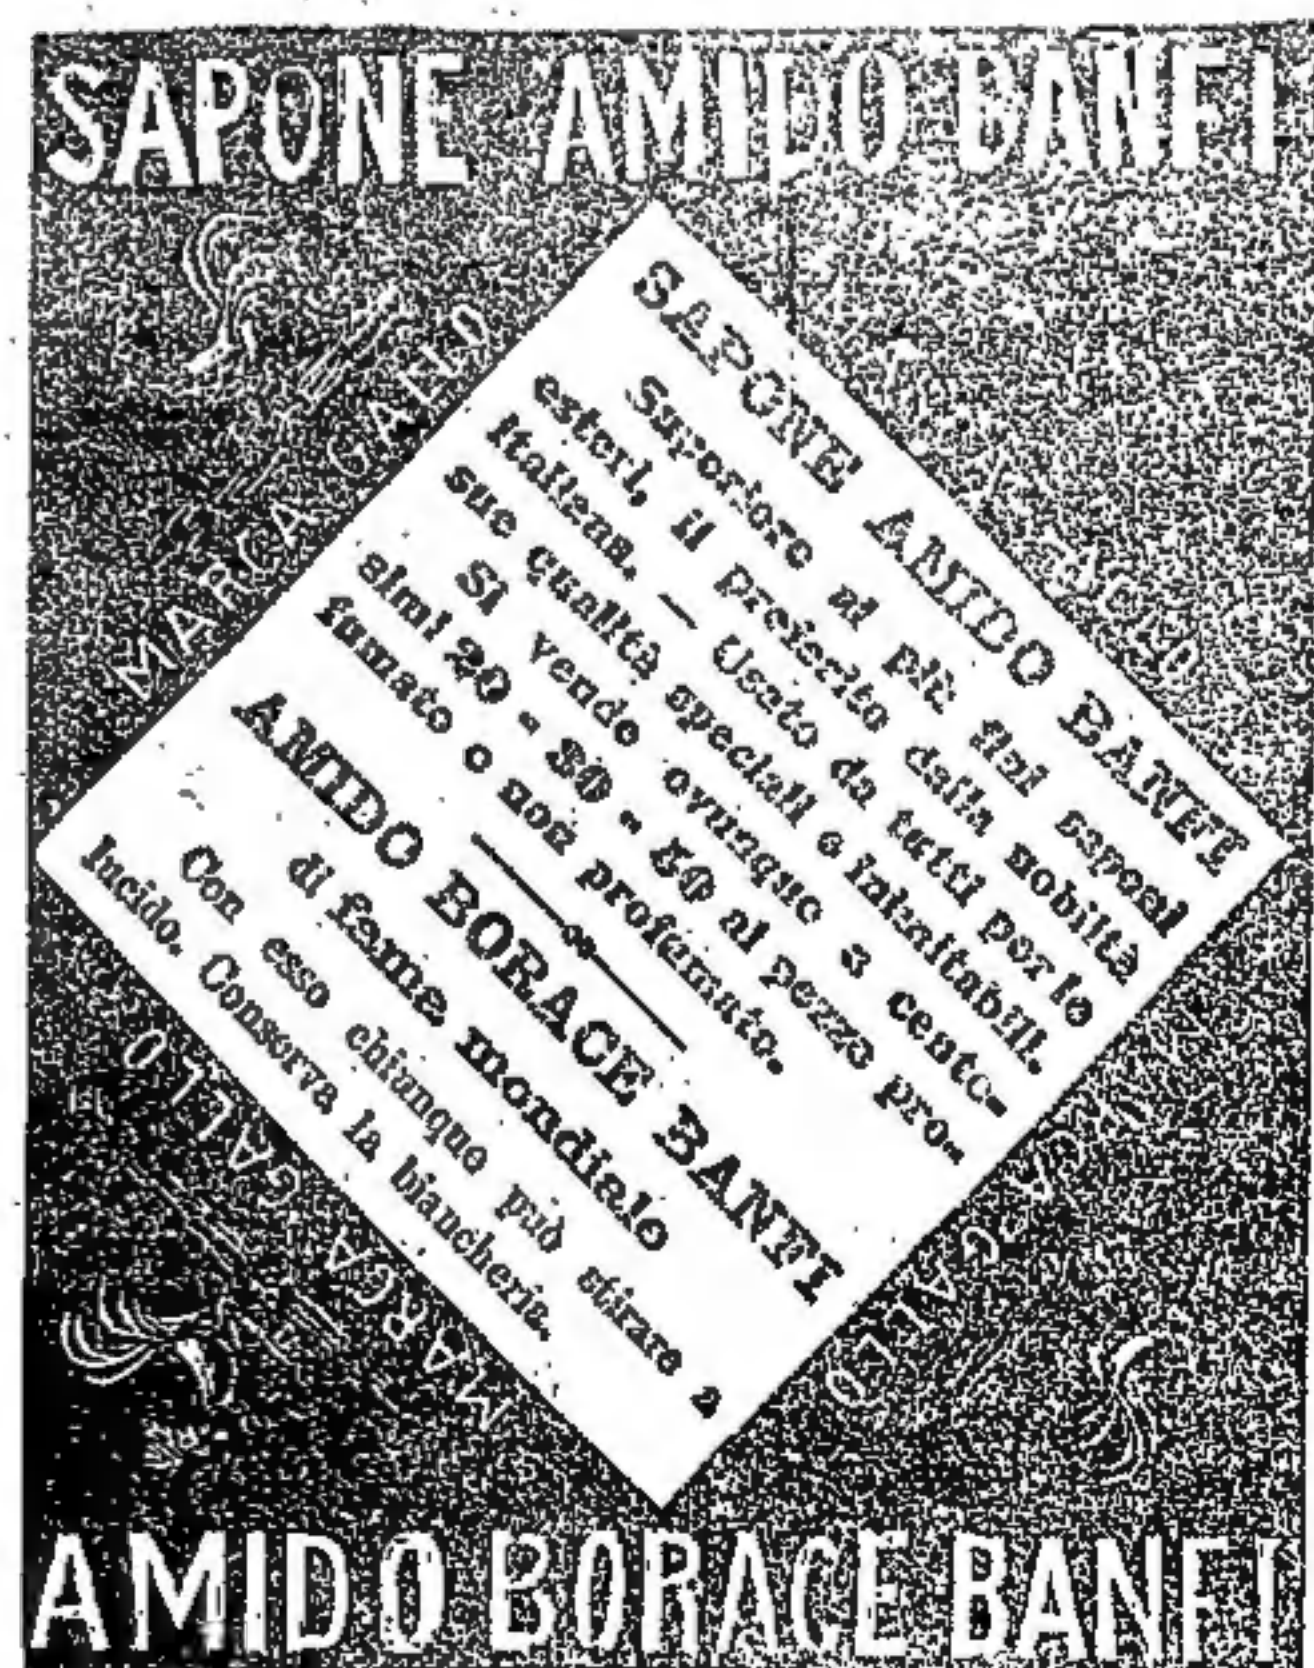 SAPONE AMIDO BANFI
MARCA GALLO
MARCA GALLO
SAPONE AMIDO BANFI
Superiore ai più fini saponi
esteri, il preferito dalla nobiltà
italiana. — Usato da tutti per le
sue qualità speciali e inimitabili.
Si vende ovunque a cente-
simi 20 - 30 - 50 al pezzo pro-
fumato e non profumato.
AMIDO BORACE BANFI
di fama mondiale
Con esso chiunque può stirare a
lucido. Conserva la biancheria.
MARCA GALLO
MARCA GALLO
AMIDO BORACE BANFI